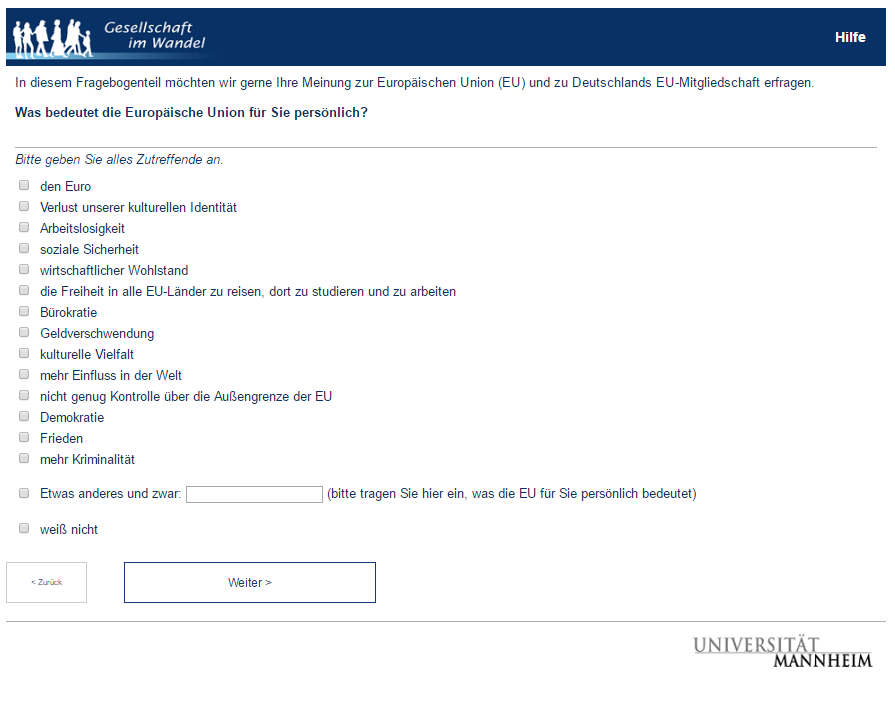 Gesellschaft
im Wandel
Hilfe
In diesem Fragebogenteil möchten wir gerne Ihre Meinung zur Europäischen Union (EU) und zu Deutschlands EU-Mitgliedschaft erfragen.
Was bedeutet die Europäische Union für Sie persönlich?
Bitte geben Sie alles Zutreffende an.
den Euro
Verlust unserer kulturellen Identität
Arbeitslosigkeit
soziale Sicherheit
wirtschaftlicher Wohlstand
die Freiheit in alle EU-Länder zu reisen, dort zu studieren und zu arbeiten
Bürokratie
Geldverschwendung
kulturelle Vielfalt
mehr Einfluss in der Welt
nicht genug Kontrolle über die Außengrenze der EU
Demokratie
Frieden
mehr Kriminalität
Etwas anderes und zwar: (bitte tragen Sie hier ein, was die EU für Sie persönlich bedeutet)
weiß nicht
< Zurück
Weiter >
UNIVERSITÄT
MANNHEIM